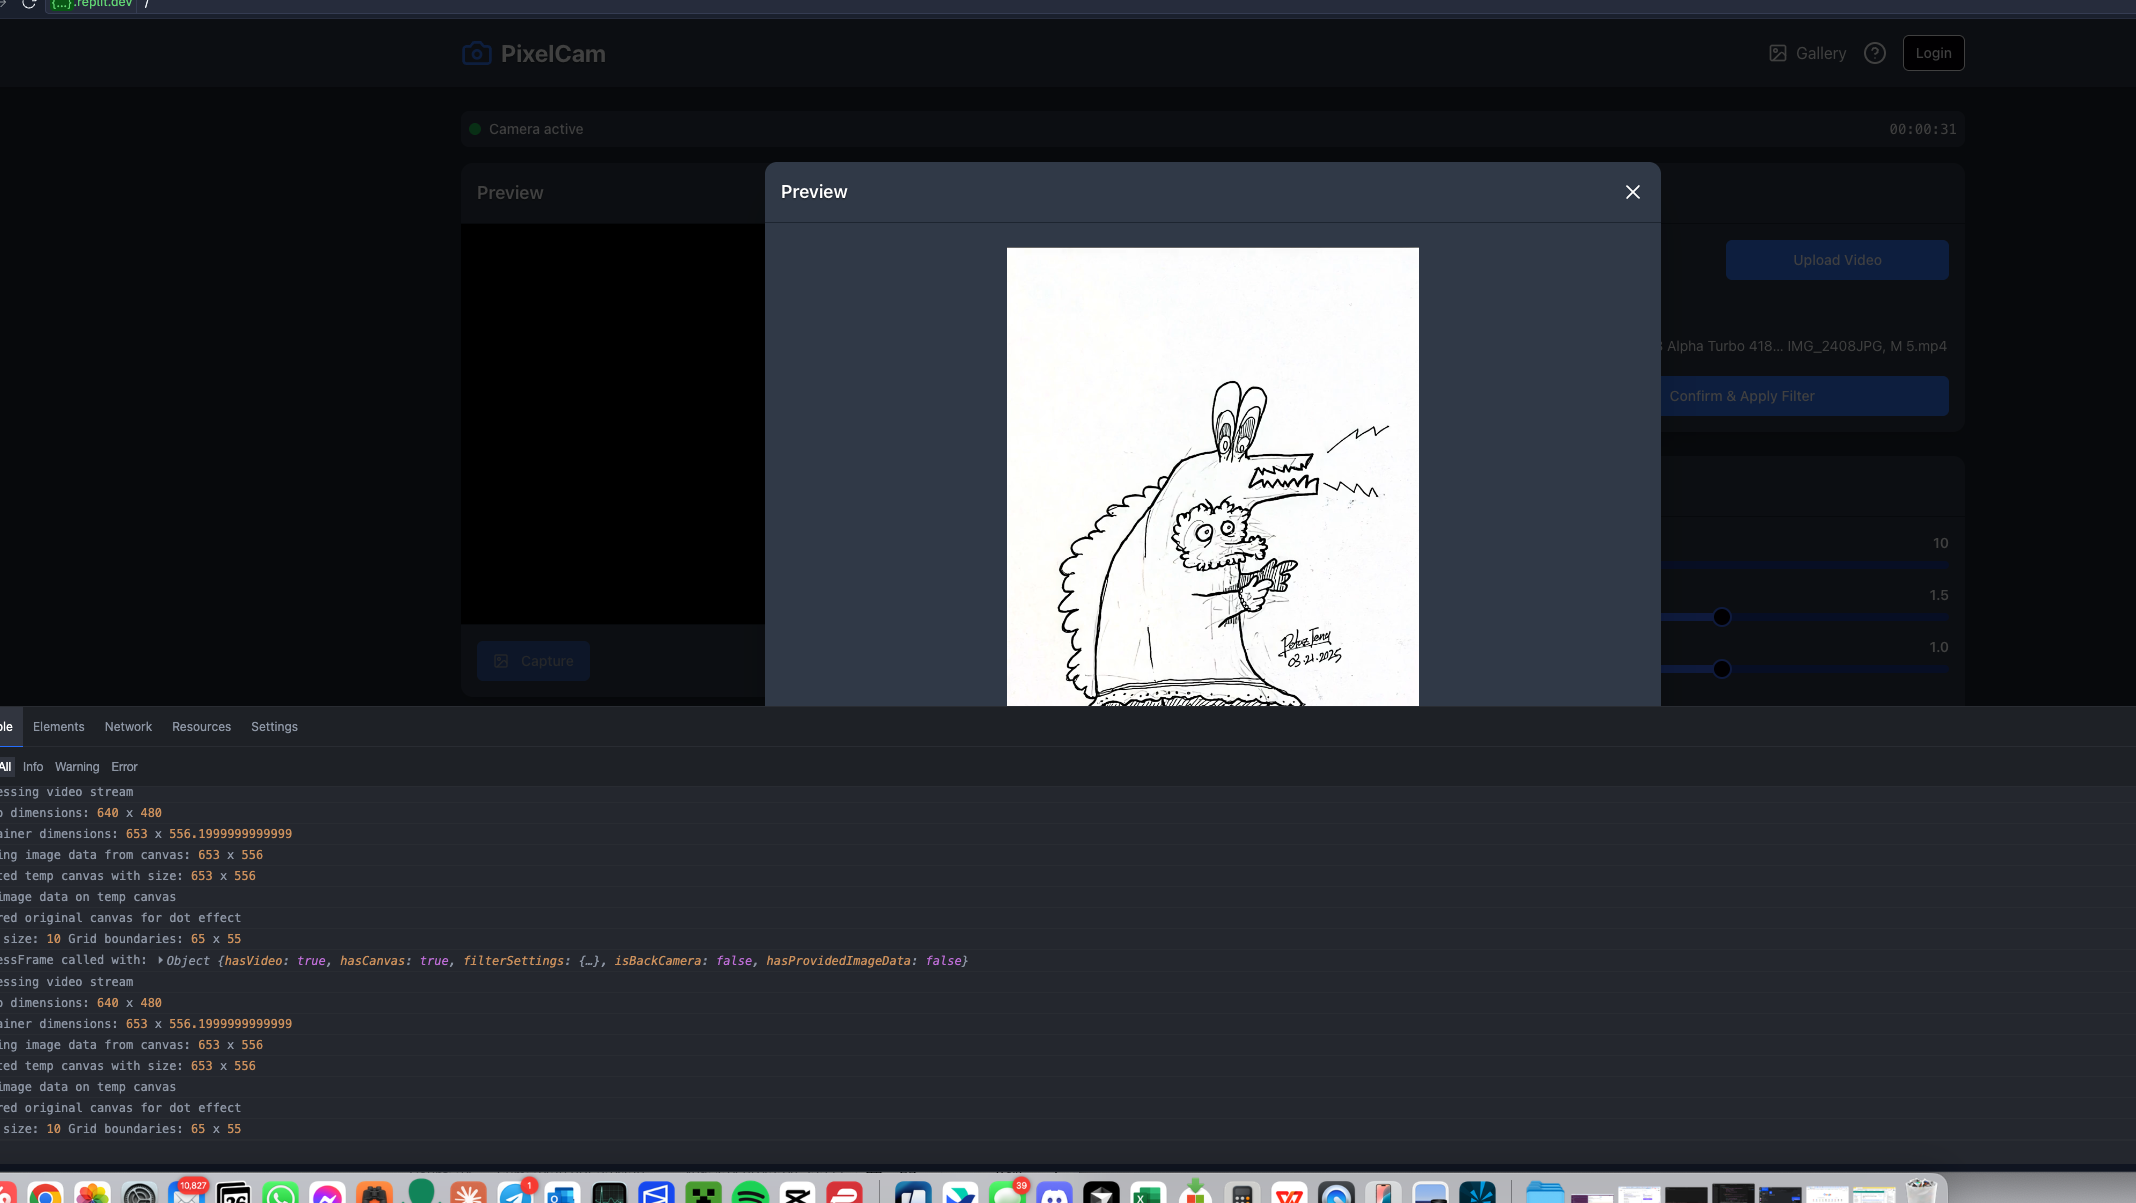 {...}.replit.dev /
PixelCam
Gallery
Login
Camera active
00:00:31
Preview
Preview
Upload Video
Alpha Turbo 418... IMG_2408JPG, M 5.mp4
Confirm & Apply Filter
10
1.5
1.0
Capture
03.21.2025
Elements Network Resources Settings
All Info Warning Error
essing video stream
o dimensions: 640 x 480
ainer dimensions: 653 x 556.1999999999999
ing image data from canvas: 653 x 556
ted temp canvas with size: 653 x 556
image data on temp canvas
red original canvas for dot effect
size: 10 Grid boundaries: 65 x 55
essFrame called with: Object {hasVideo: true, hasCanvas: true, filterSettings: {…}, isBackCamera: false, hasProvidedImageData: false}
essing video stream
o dimensions: 640 x 480
ainer dimensions: 653 x 556.1999999999999
ing image data from canvas: 653 x 556
ted temp canvas with size: 653 x 556
image data on temp canvas
red original canvas for dot effect
size: 10 Grid boundaries: 65 x 55
10,827
1
39